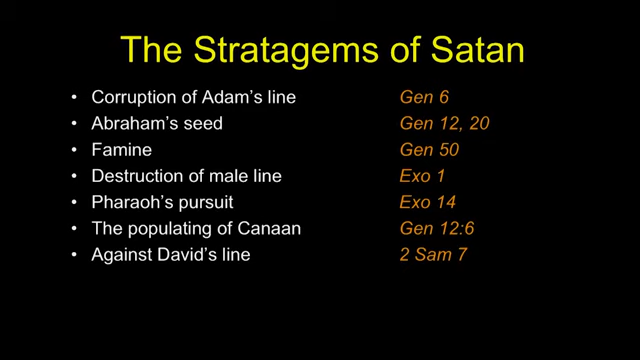 The Stratagems of Satan
• Corruption of Adam's line Gen 6
• Abraham's seed Gen 12, 20
• Famine Gen 50
• Destruction of male line Exo 1
• Pharaoh's pursuit Exo 14
• The populating of Canaan Gen 12:6
• Against David's line 2 Sam 7